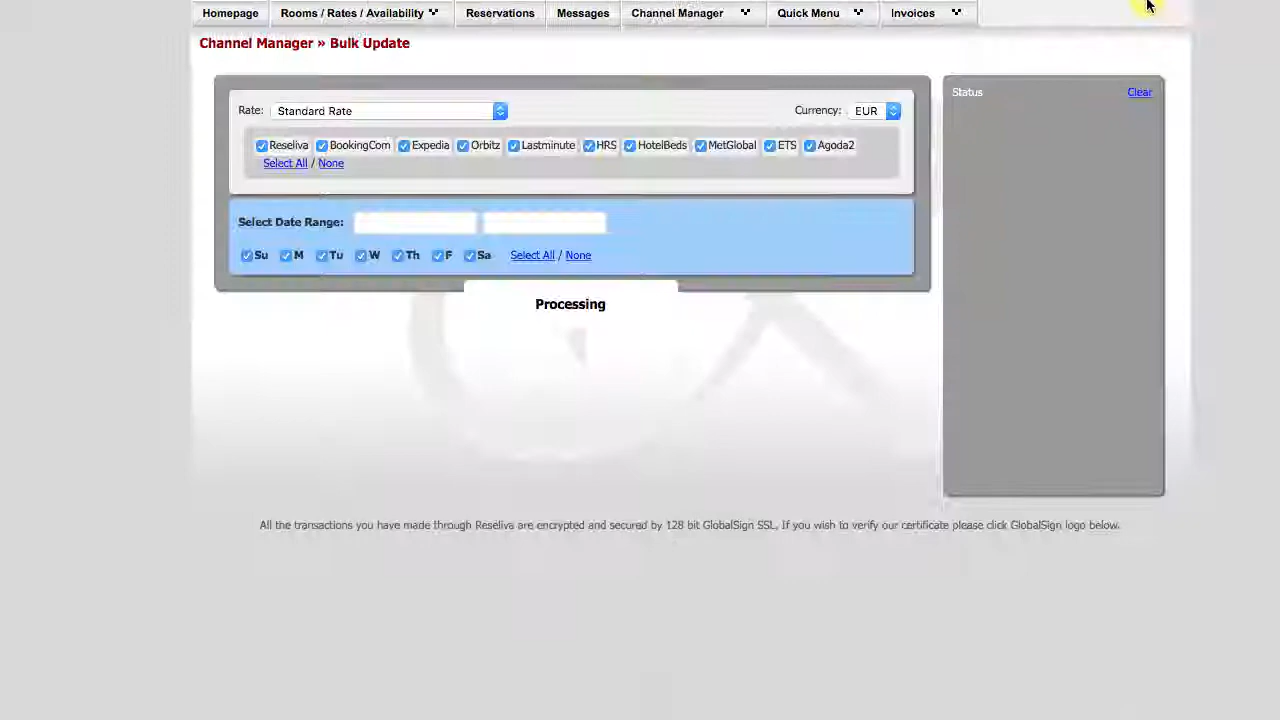 Homepage Rooms / Rates / Availability Reservations Messages Channel Manager Quick Menu Invoices
Channel Manager » Bulk Update
Rate: Standard Rate Currency: EUR
Reseliva BookingCom Expedia Orbitz Lastminute HRS HotelBeds MetGlobal ETS Agoda2
Select All / None
Select Date Range:
Su M Tu W Th F Sa Select All / None
Processing
Status Clear
All the transactions you have made through Reseliva are encrypted and secured by 128 bit GlobalSign SSL. If you wish to verify our certificate please click GlobalSign logo below.